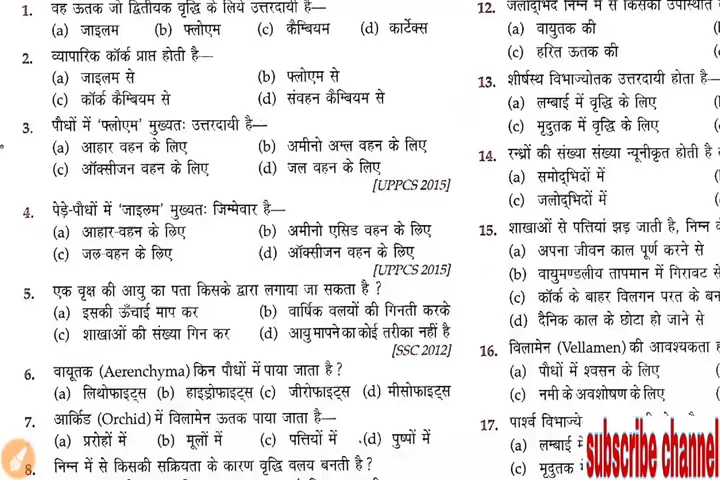 1. वह ऊतक जो द्वितीयक वृद्धि के लिये उत्तरदायी है—
(a) जाइलम (b) फ्लोएम (c) कैम्बियम (d) कार्टेक्स
2. व्यापारिक कॉर्क प्राप्त होती है—
(a) जाइलम से (b) फ्लोएम से
(c) कॉर्क कैम्बियम से (d) संवहन कैम्बियम से
3. पौधों में 'फ्लोएम' मुख्यतः उत्तरदायी है—
(a) आहार वहन के लिए (b) अमीनो अम्ल वहन के लिए
(c) ऑक्सीजन वहन के लिए (d) जल वहन के लिए
[UPPCS 2015]
4. पेड़े-पौधों में 'जाइलम' मुख्यतः जिम्मेवार है—
(a) आहार-वहन के लिए (b) अमीनो एसिड वहन के लिए
(c) जल-वहन के लिए (d) ऑक्सीजन वहन के लिए
[UPPCS 2015]
5. एक वृक्ष की आयु का पता किसके द्वारा लगाया जा सकता है ?
(a) इसकी ऊँचाई माप कर (b) वार्षिक वलयों की गिनती करके
(c) शाखाओं की संख्या गिन कर (d) आयु मापने का कोई तरीका नहीं है
[SSC 2012]
6. वायूतक (Aerenchyma) किन पौधों में पाया जाता है ?
(a) लिथोफाइट्स (b) हाइड्रोफाइट्स (c) जीरोफाइट्स (d) मीसोफाइट्स
7. आर्किड (Orchid) में विलामेन ऊतक पाया जाता है—
(a) प्ररोहों में (b) मूलों में (c) पत्तियों में (d) पुष्पों में
8. निम्न में से किसकी सक्रियता के कारण वृद्धि वलय बनती है ?
12. जलोद्भिद निम्न में से किसकी उपस्थिति
(a) वायुतक की
(c) हरित ऊतक की
13. शीर्षस्थ विभाज्योतक उत्तरदायी होता है—
(a) लम्बाई में वृद्धि के लिए
(c) मृदुतक में वृद्धि के लिए
14. रन्ध्रों की संख्या संख्या न्यूनीकृत होती है
(a) समोद्भिदों में
(c) जलोद्भिदों में
15. शाखाओं से पत्तियां झड़ जाती है, निम्न
(a) अपना जीवन काल पूर्ण करने से
(b) वायुमण्डलीय तापमान में गिरावट से
(c) कॉर्क के बाहर विलगन परत के
(d) दैनिक काल के छोटा हो जाने से
16. विलामेन (Vellamen) की आवश्यकता
(a) पौधों में श्वसन के लिए
(c) नमी के अवशोषण के लिए
17. पार्श्व
(a) लम्बाई
(c) मृदुतक
subscribe channel